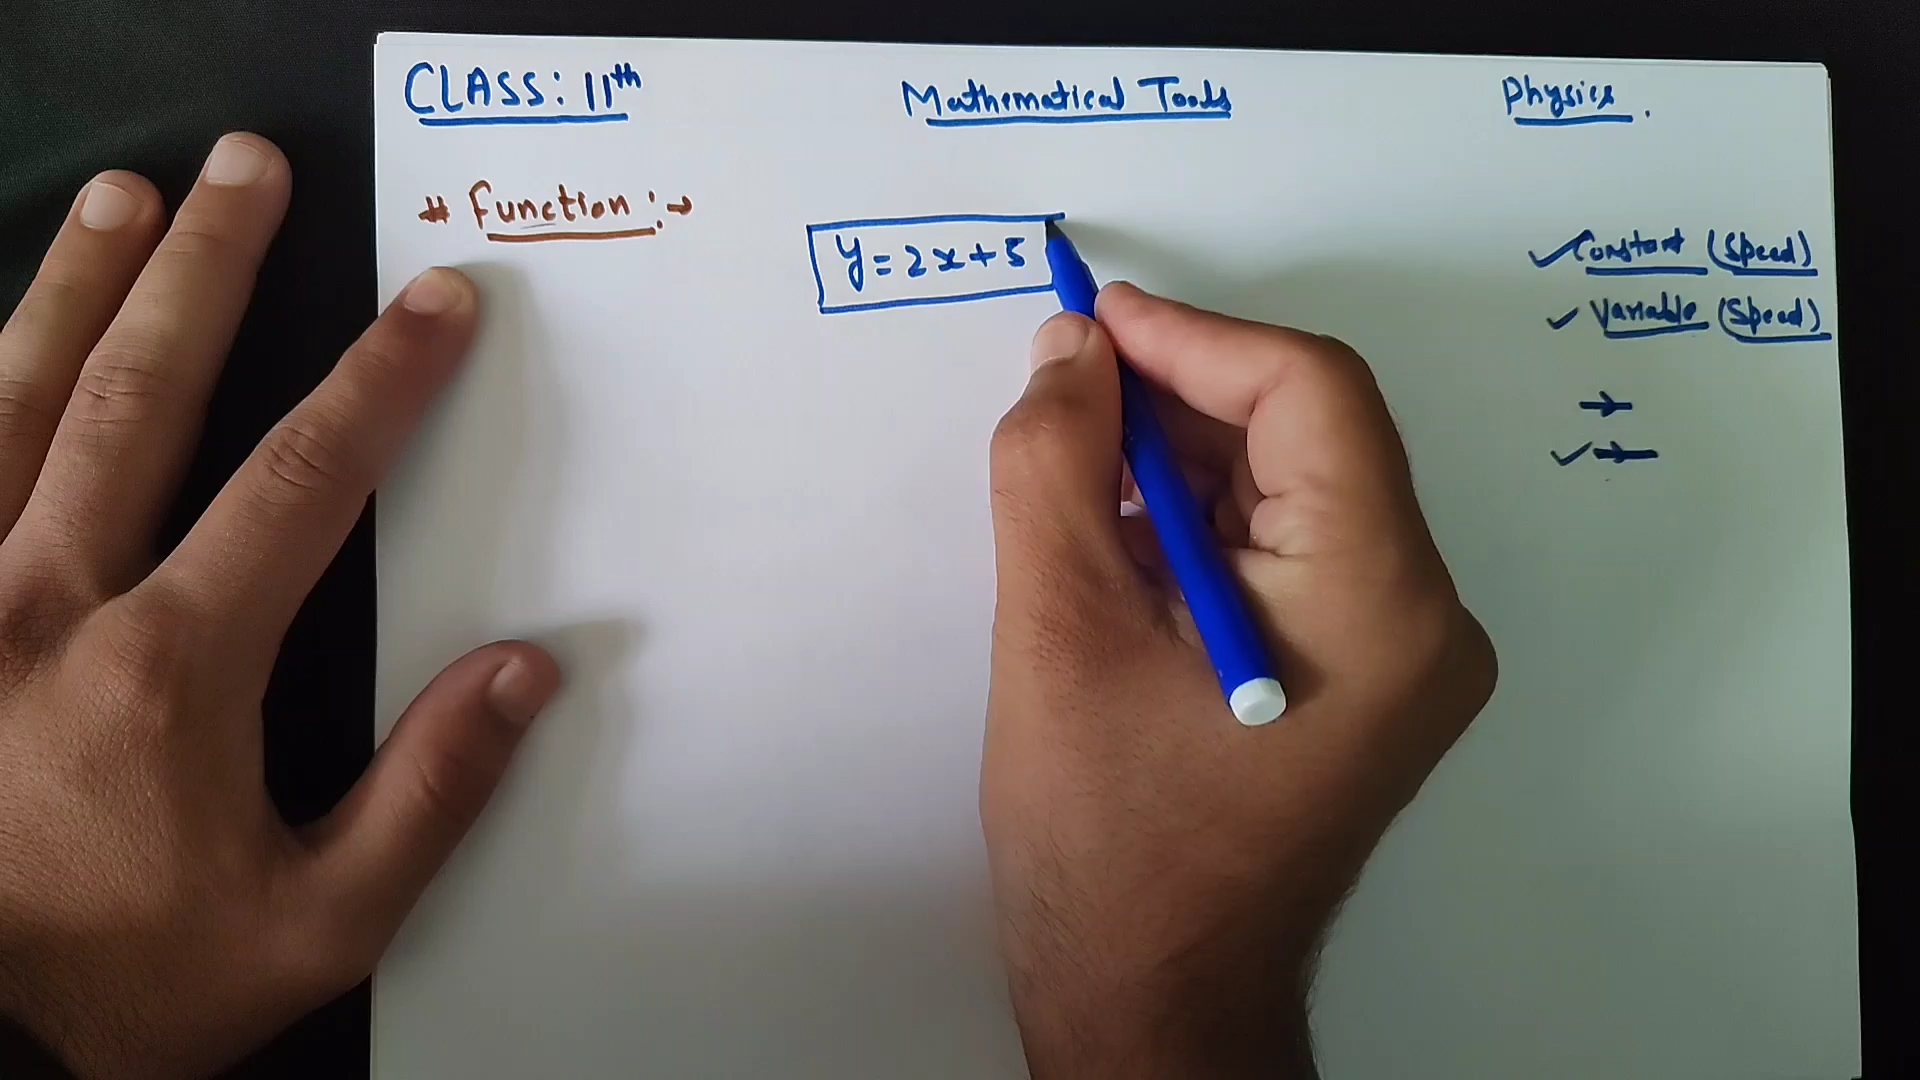 CLASS: 11th
Mathematical Tools
Physics.
# Function :→
y = 2x + 5
✓ Constant (Speed)
✓ Variable (Speed)
→
✓ →